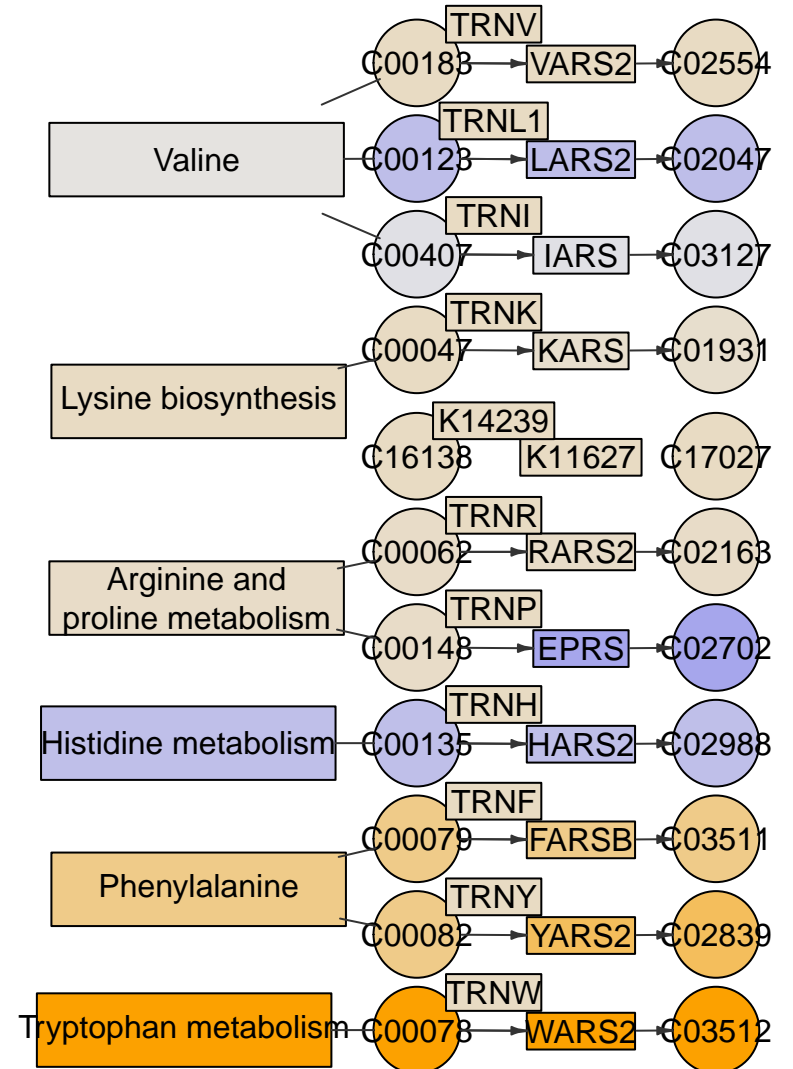 TRNV
C00183 VARS2 C02554
TRNL1
Valine C00123 LARS2 C02047
TRNI
C00407 IARS C03127
TRNK
C00047 KARS C01931
Lysine biosynthesis
K14239
C16138 K11627 C17027
TRNR
C00062 RARS2 C02163
Arginine and
proline metabolism
TRNP
C00148 EPRS C02702
TRNH
Histidine metabolism C00135 HARS2 C02988
TRNF
C00079 FARSB C03511
Phenylalanine
TRNY
C00082 YARS2 C02839
TRNW
Tryptophan metabolism C00078 WARS2 C03512